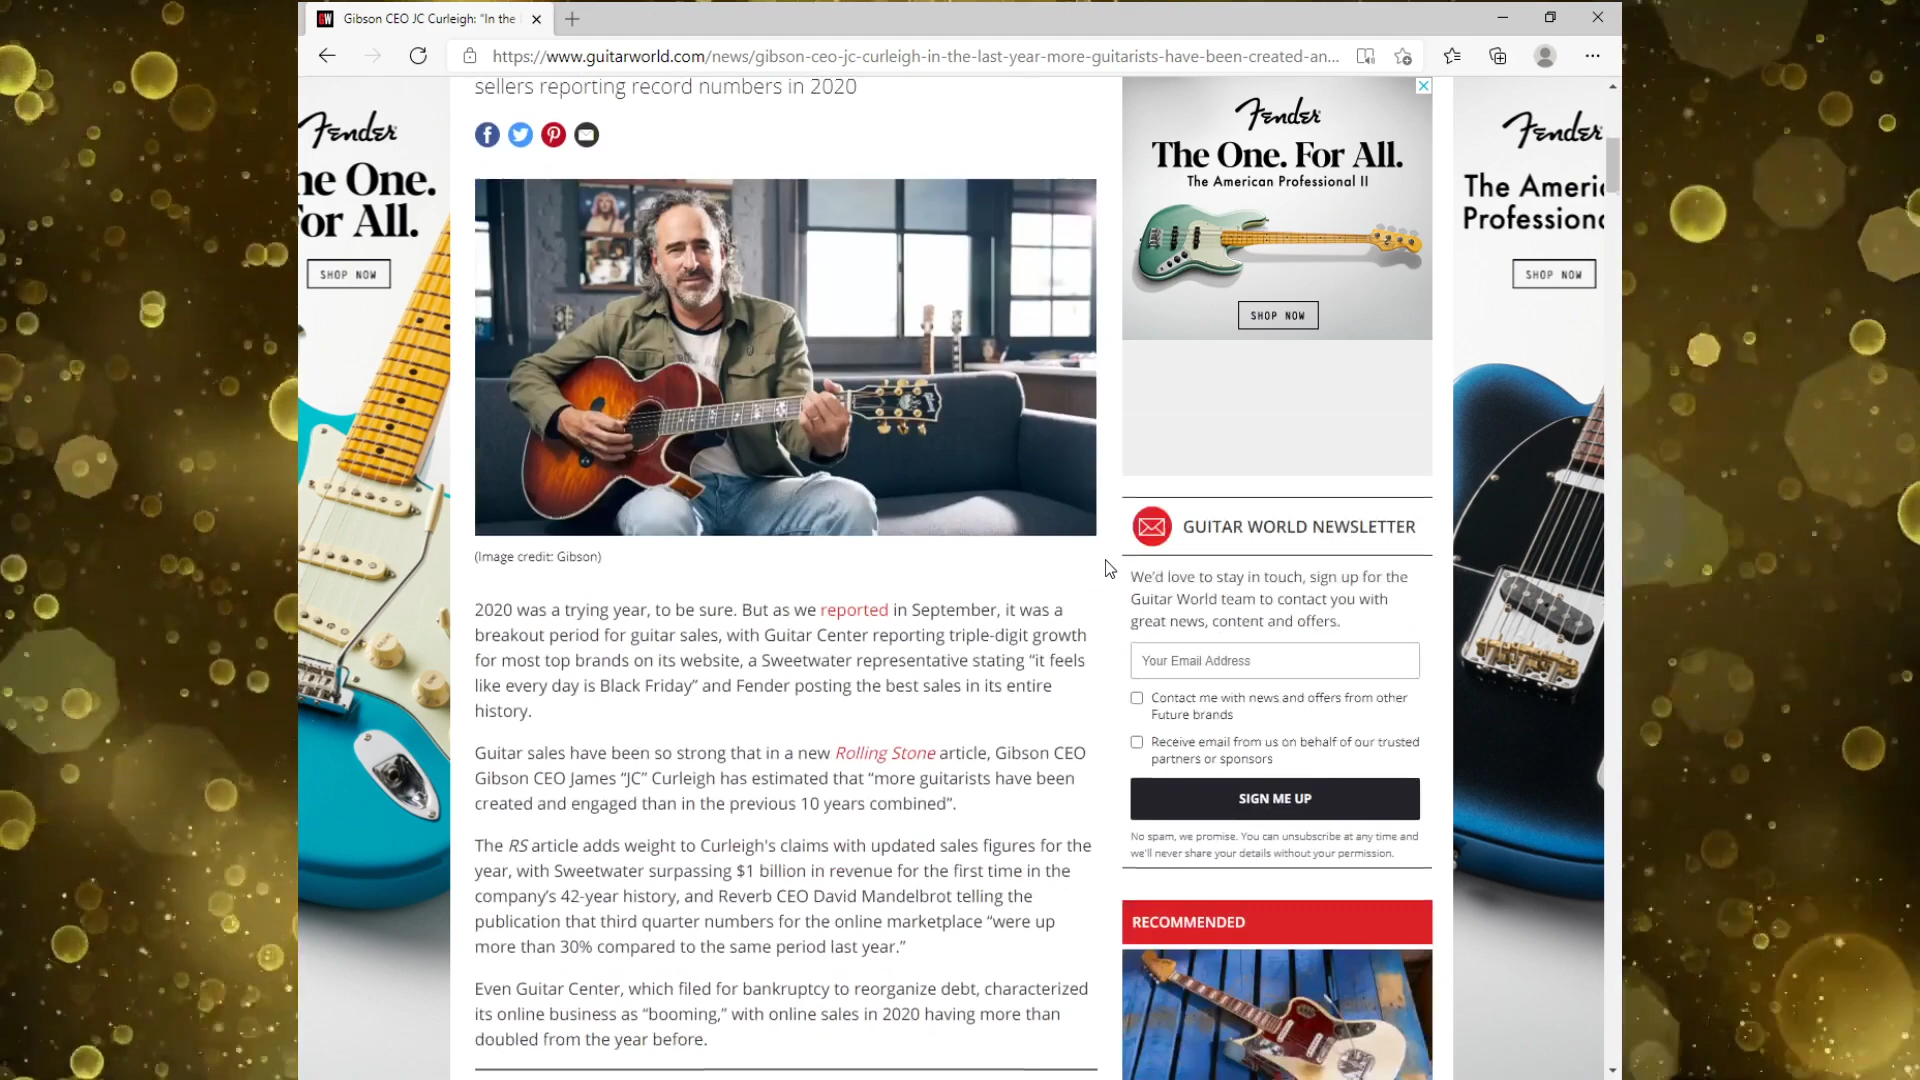 Gibson CEO JC Curleigh: "In the
https://www.guitarworld.com/news/gibson-ceo-jc-curleigh-in-the-last-year-more-guitarists-have-been-created-an...
sellers reporting record numbers in 2020
(Image credit: Gibson)
2020 was a trying year, to be sure. But as we reported in September, it was a
breakout period for guitar sales, with Guitar Center reporting triple-digit growth
for most top brands on its website, a Sweetwater representative stating “it feels
like every day is Black Friday” and Fender posting the best sales in its entire
history.
Guitar sales have been so strong that in a new Rolling Stone article, Gibson CEO
Gibson CEO James “JC” Curleigh has estimated that “more guitarists have been
created and engaged than in the previous 10 years combined”.
The RS article adds weight to Curleigh's claims with updated sales figures for the
year, with Sweetwater surpassing $1 billion in revenue for the first time in the
company’s 42-year history, and Reverb CEO David Mandelbrot telling the
publication that third quarter numbers for the online marketplace “were up
more than 30% compared to the same period last year.”
Even Guitar Center, which filed for bankruptcy to reorganize debt, characterized
its online business as “booming,” with online sales in 2020 having more than
doubled from the year before.
Fender
The One. For All.
The American Professional II
SHOP NOW
GUITAR WORLD NEWSLETTER
We’d love to stay in touch, sign up for the
Guitar World team to contact you with
great news, content and offers.
Your Email Address
Contact me with news and offers from other
Future brands
Receive email from us on behalf of our trusted
partners or sponsors
SIGN ME UP
No spam, we promise. You can unsubscribe at any time and
we'll never share your details without your permission.
RECOMMENDED
Fender
ne One.
or All.
SHOP NOW
Fender
The Americ
Professiona
SHOP NOW
GW
Gibson